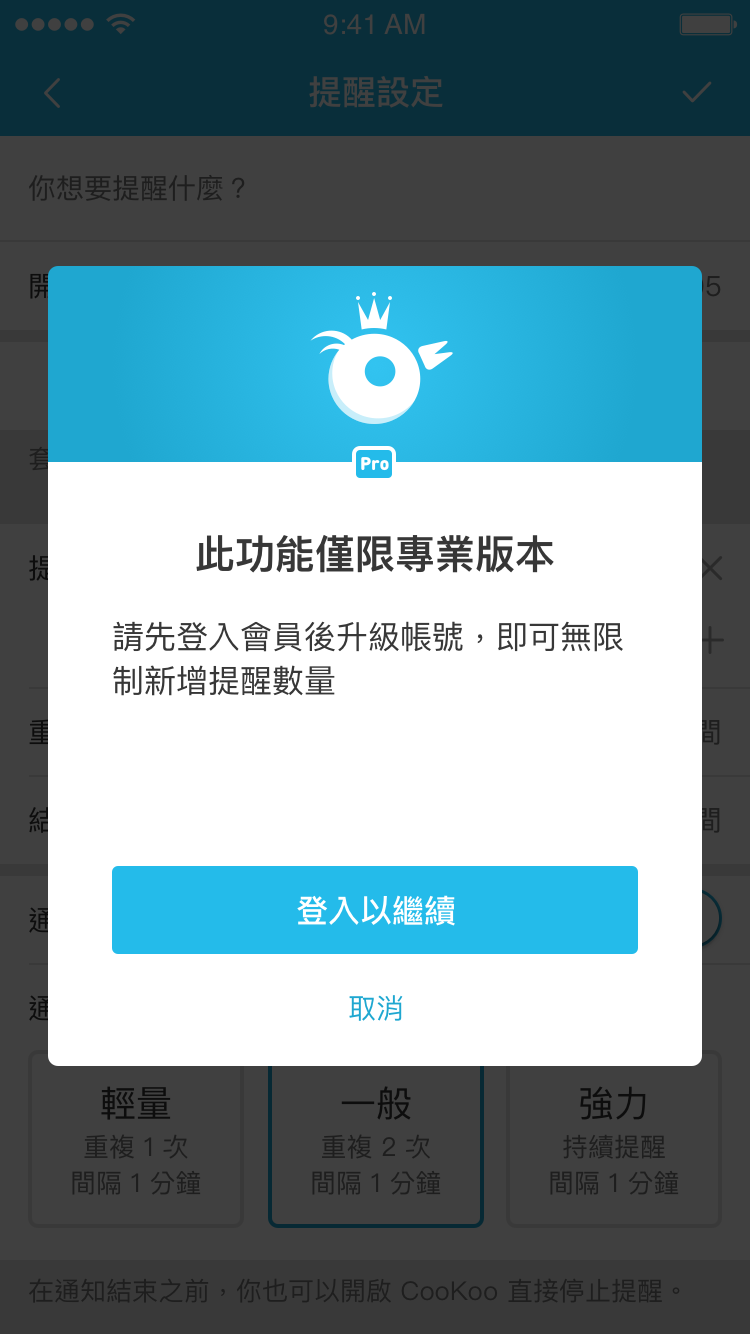 9:41 AM
提醒設定
你想要提醒什麼？
開
05
Pro
此功能僅限專業版本
套
提
請先登入會員後升級帳號，即可無限
制新增提醒數量
重
間
結
間
登入以繼續
通
取消
通
輕量
一般
強力
重複 1 次
重複 2 次
持續提醒
間隔 1 分鐘
間隔 1 分鐘
間隔 1 分鐘
在通知結束之前，你也可以開啟 CooKoo 直接停止提醒。